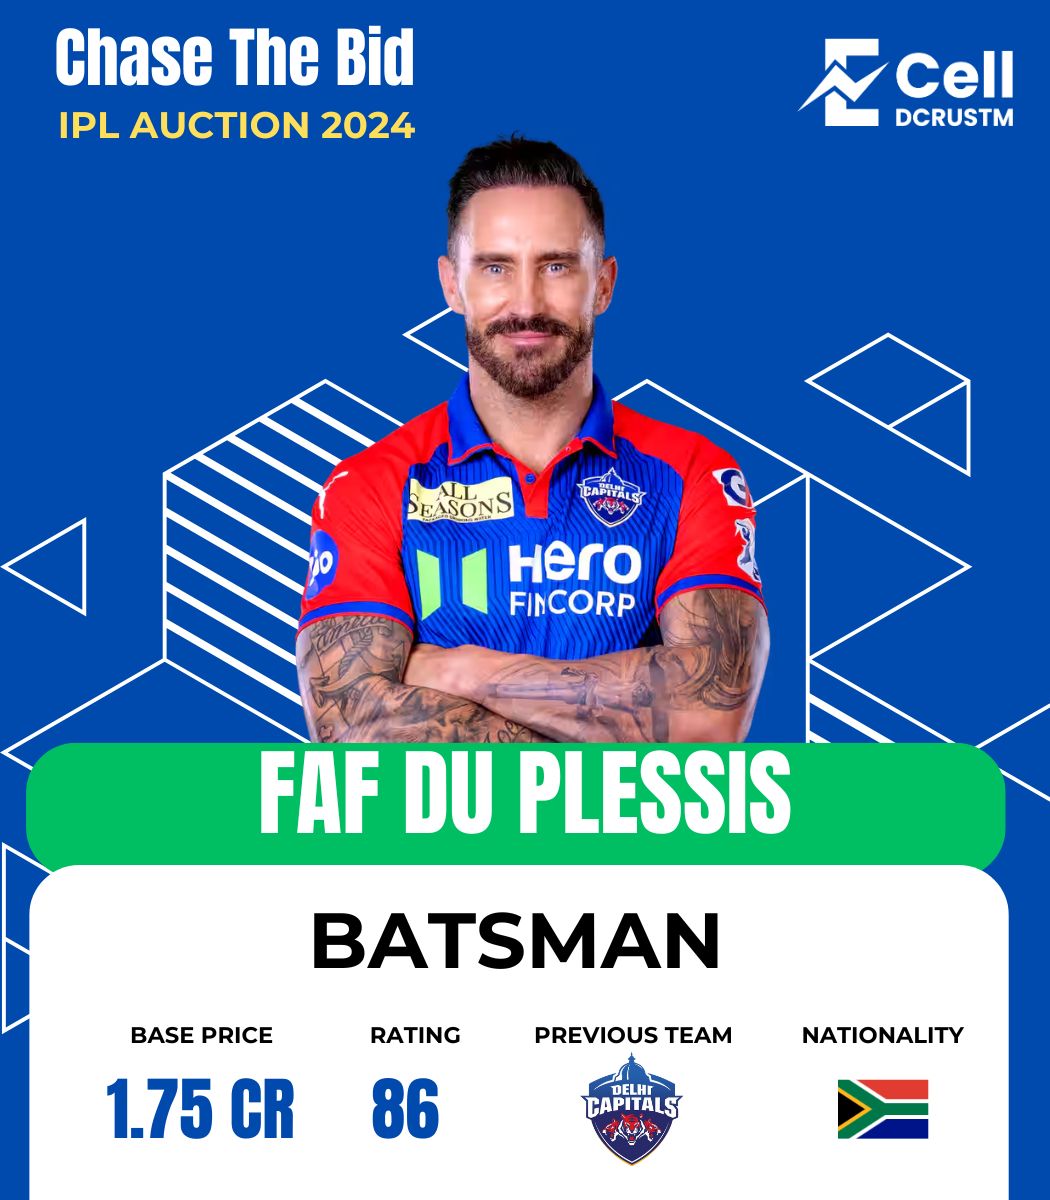 Chase The Bid
IPL AUCTION 2024
Cell
DCRUSTM
ALL
SEASONS
DELHI
CAPITALS
Hero
FINCORP
FAF DU PLESSIS
BATSMAN
BASE PRICE
RATING
PREVIOUS TEAM
NATIONALITY
1.75 CR
86
DELHI
CAPITALS